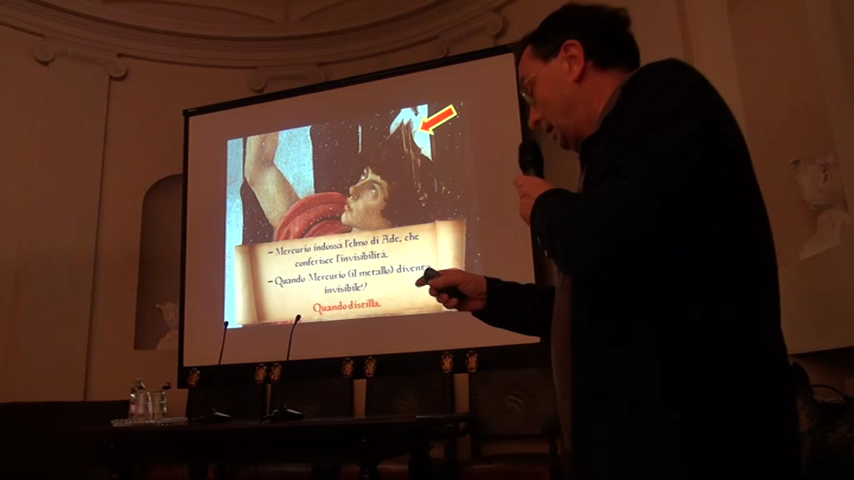 – Mercurio indossa l'elmo di Ade, che
conferisce l'invisibilità.
– Quando Mercurio (il metallo) diventa
invisibile?
Quando distilla.